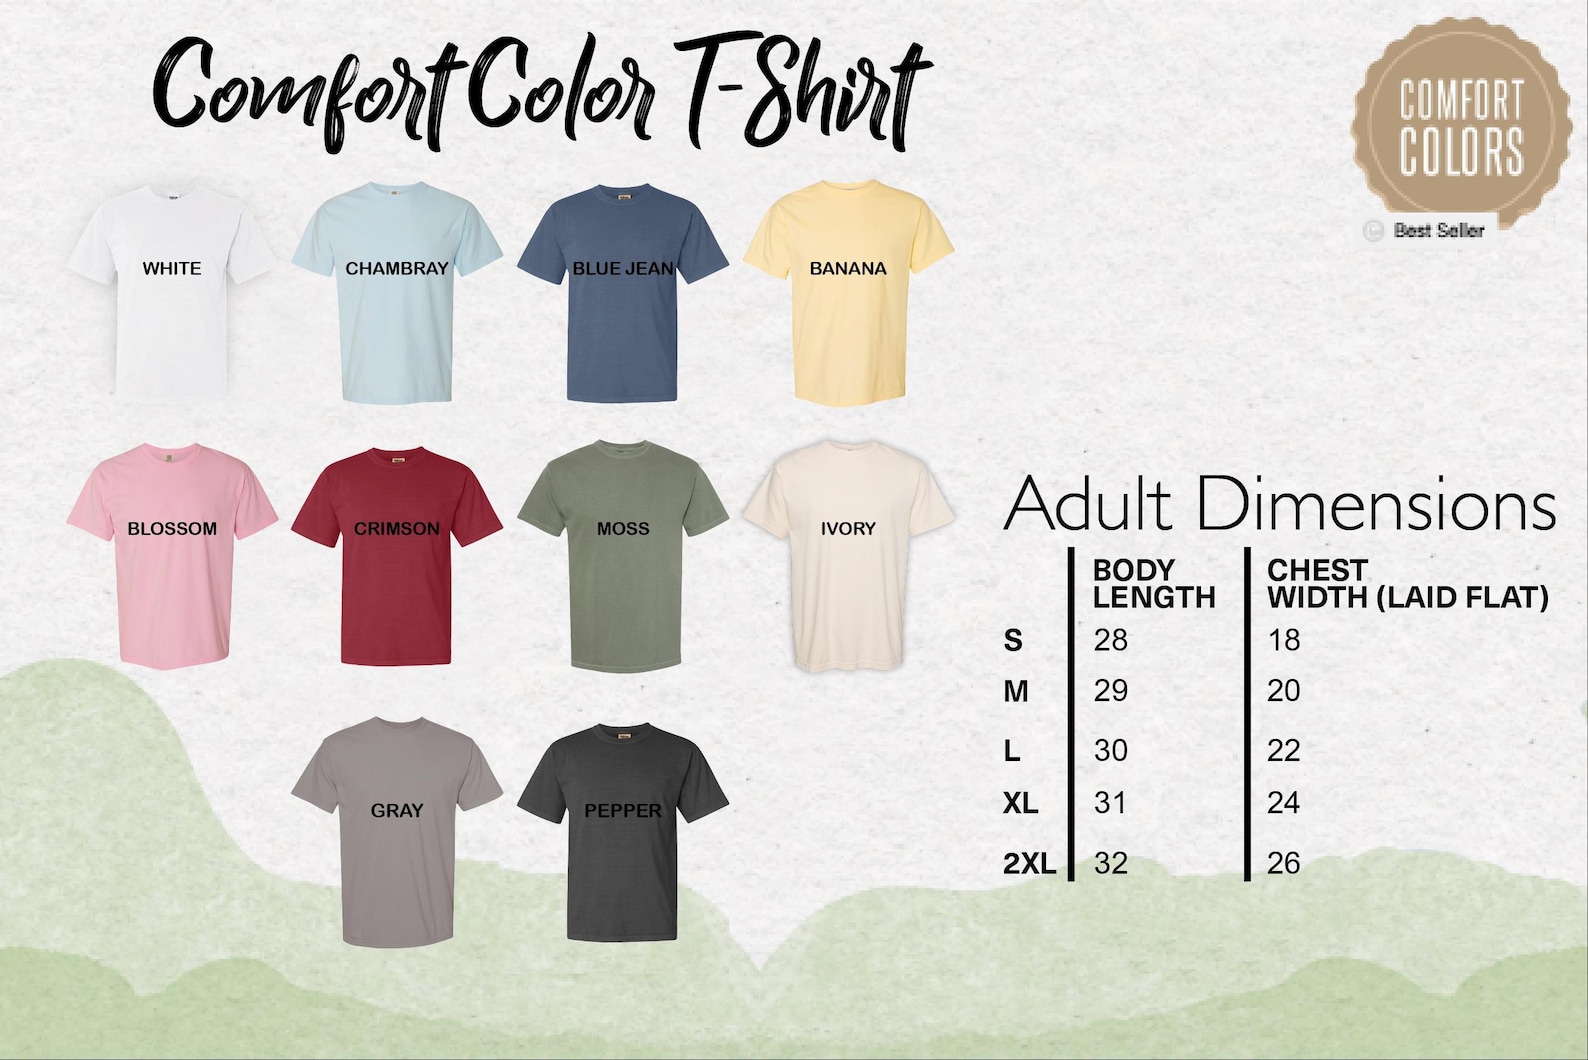 Comfort Color T-Shirt
COMFORT
COLORS
Best Seller
WHITE
CHAMBRAY
BLUE JEAN
BANANA
BLOSSOM
CRIMSON
MOSS
IVORY
GRAY
PEPPER
Adult Dimensions
BODY LENGTH
CHEST WIDTH (LAID FLAT)
S 28 18
M 29 20
L 30 22
XL 31 24
2XL 32 26